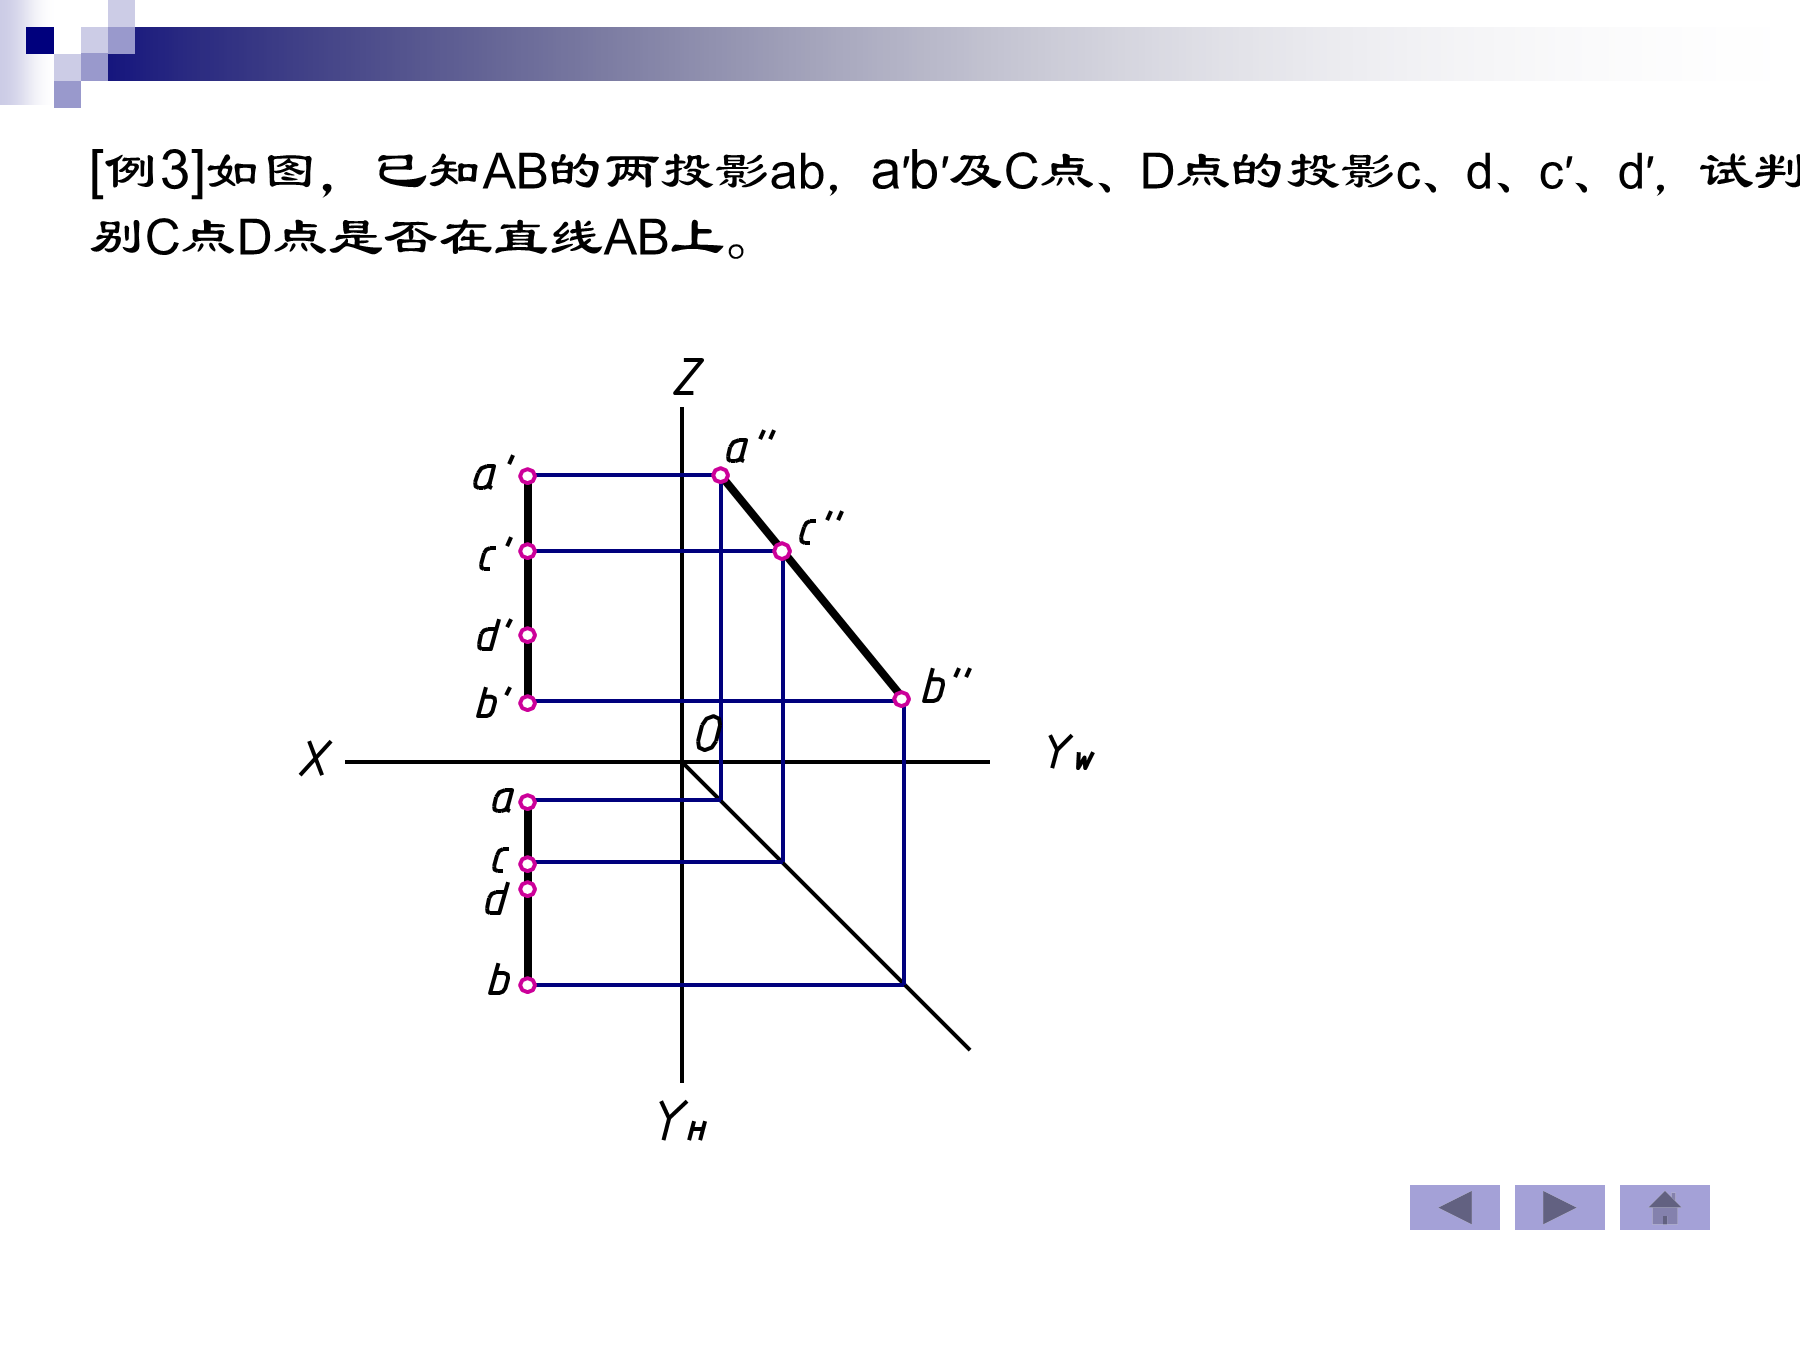 [例3]如图，已知AB的两投影ab，a′b′及C点、D点的投影c、d、c′、d′，试判
别C点D点是否在直线AB上。
Z
a′
a″
c′
c″
d′
b′
b″
O
X
Yw
a
c
d
b
YH